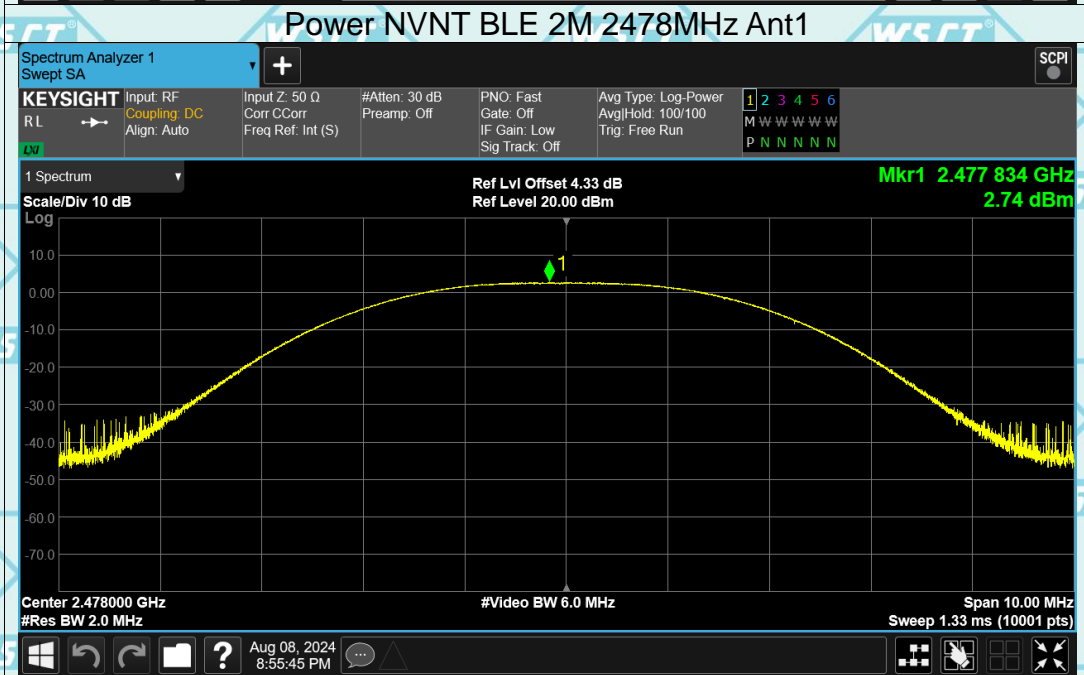 Power NVNT BLE 2M 2478MHz Ant1
Spectrum Analyzer 1
Swept SA
+
SCPI
KEYSIGHT
RL
LXI
Input: RF
Coupling: DC
Align: Auto
Input Z: 50 Ω
Corr CCorr
Freq Ref: Int (S)
#Atten: 30 dB
Preamp: Off
PNO: Fast
Gate: Off
IF Gain: Low
Sig Track: Off
Avg Type: Log-Power
Avg|Hold: 100/100
Trig: Free Run
1 2 3 4 5 6
M W W W W W
P N N N N N
1 Spectrum
Scale/Div 10 dB
Log
Ref Lvl Offset 4.33 dB
Ref Level 20.00 dBm
Mkr1 2.477 834 GHz
2.74 dBm
1
10.0
0.00
-10.0
-20.0
-30.0
-40.0
-50.0
-60.0
-70.0
Center 2.478000 GHz
#Res BW 2.0 MHz
#Video BW 6.0 MHz
Span 10.00 MHz
Sweep 1.33 ms (10001 pts)
?
Aug 08, 2024
8:55:45 PM